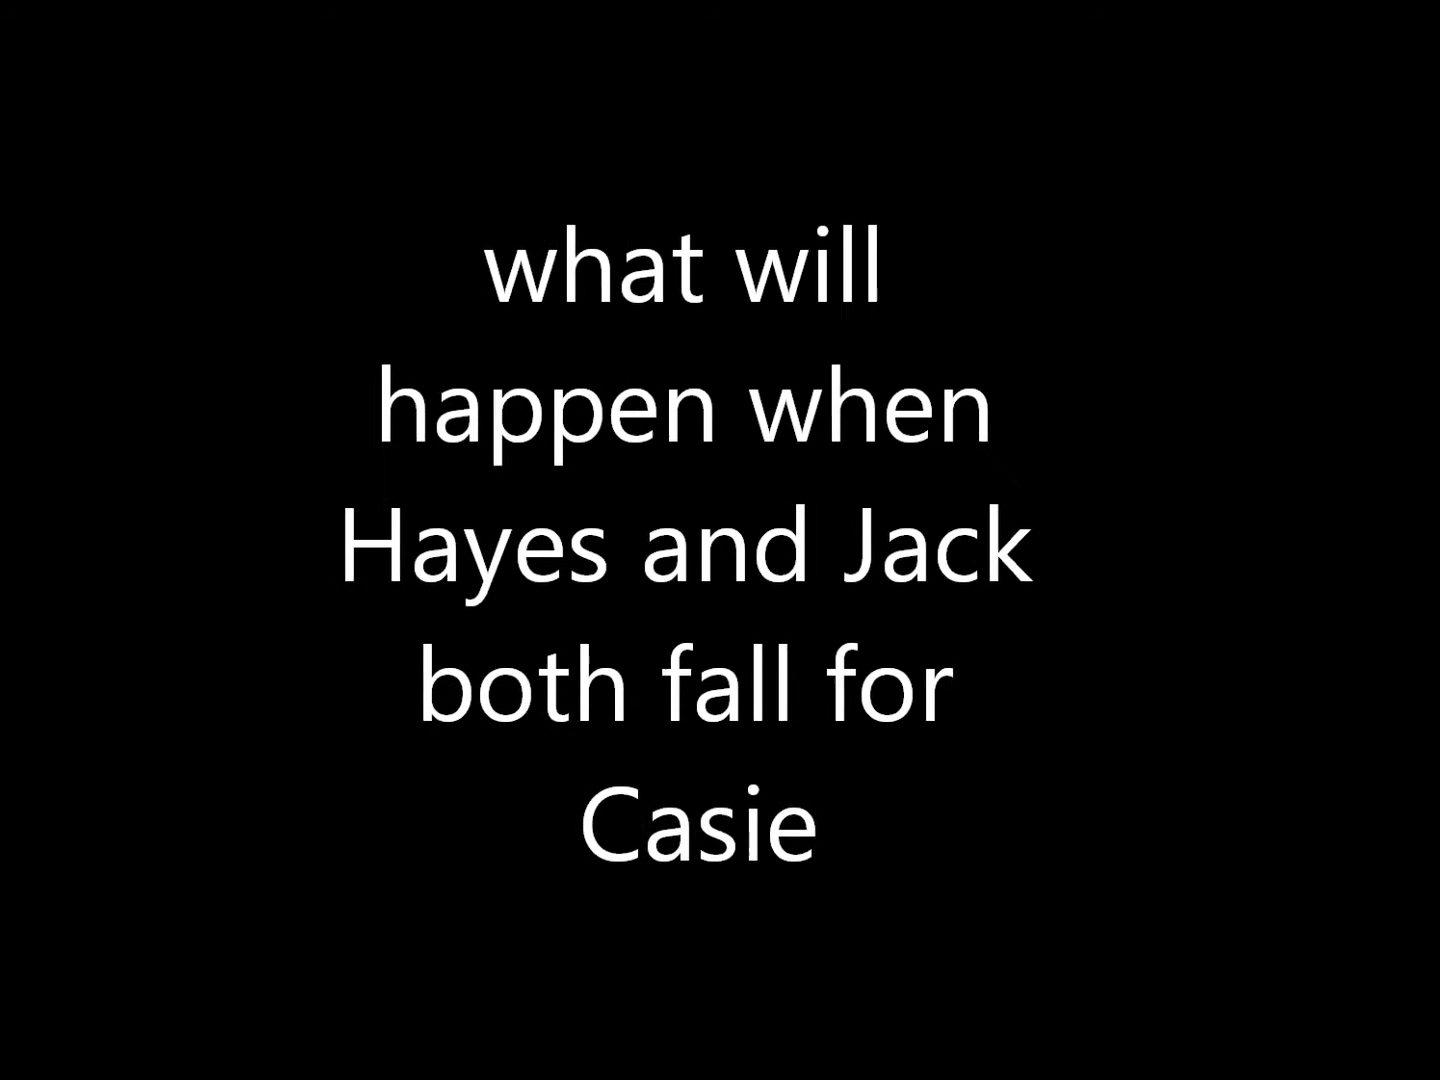 what will
happen when
Hayes and Jack
both fall for
Casie